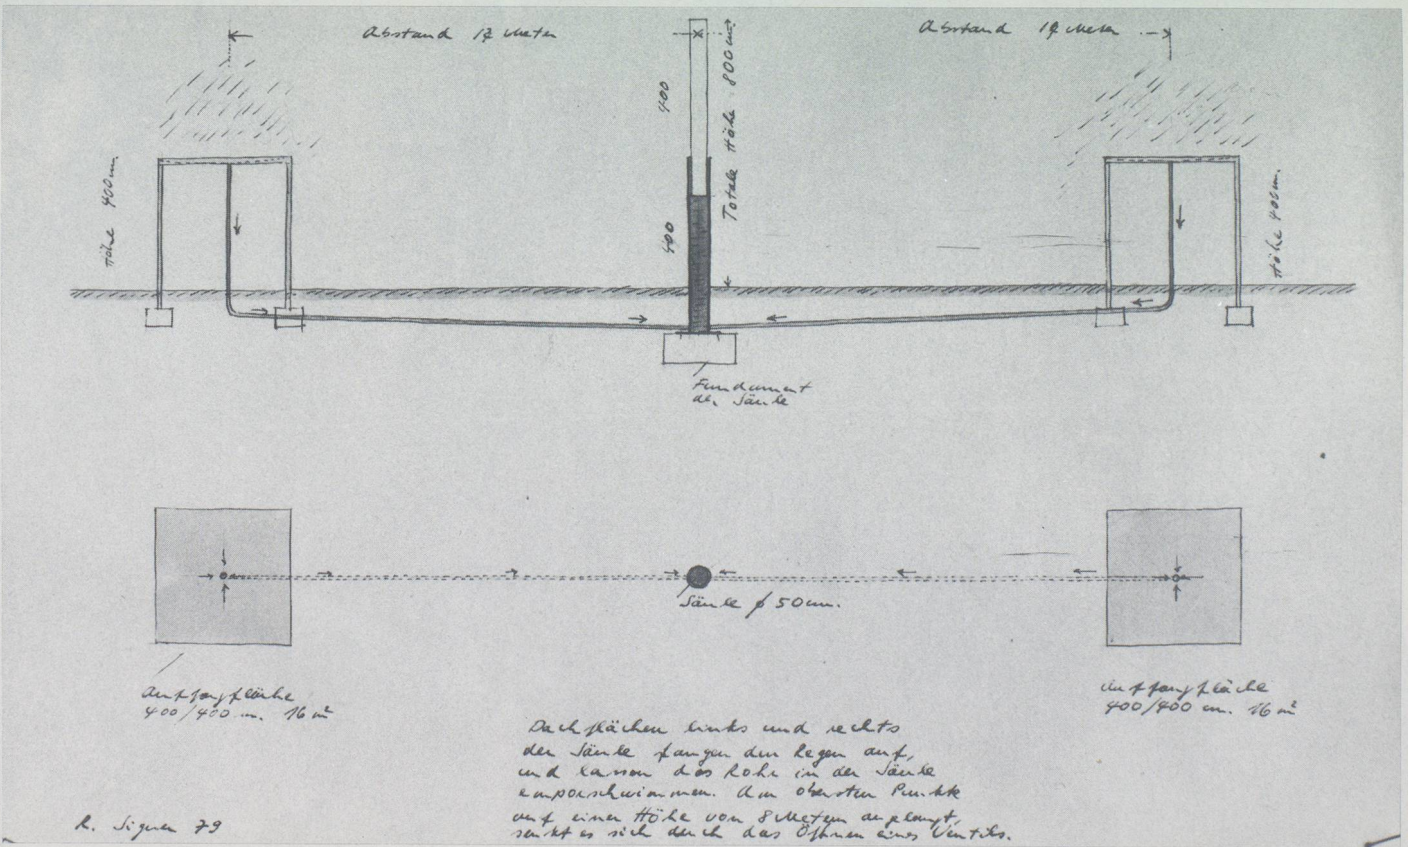 Abstand 12 Meter
Abstand 12 Meter
400
Totale Höhe 800 cm.
Höhe 400 cm
400
Höhe 400 cm.
Fundament
der Säule
Säule ø 50 cm.
Auffangfläche
400/400 cm. 16 m²
Auffangfläche
400/400 cm. 16 m²
Dachflächen links und rechts
der Säule fangen den Regen auf,
und lassen das Rohr in der Säule
emporschwimmen. Am obersten Punkt
auf einer Höhe von 8 Metern angelangt,
senkt es sich durch das Öffnen eines Ventils.
R. Signer 79